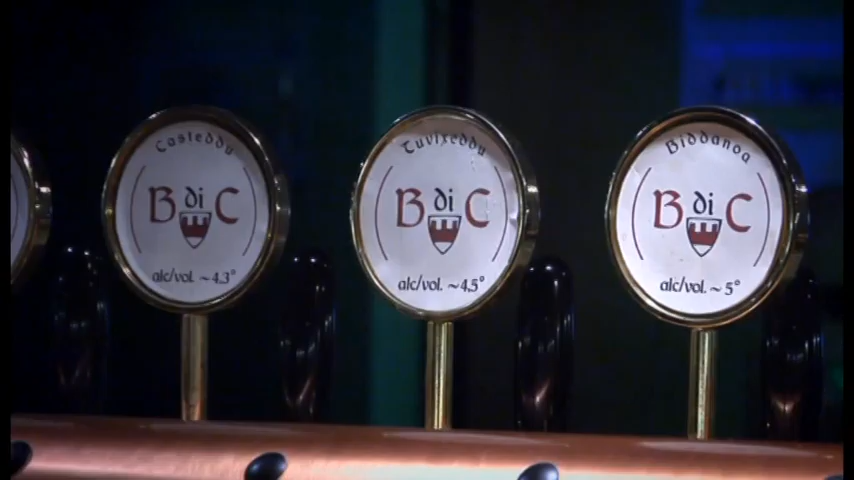 Casteddu
B di C
alc/vol. ~ 4.3°
Tuvixeddu
B di C
alc/vol. ~ 4.5°
Biddanoa
B di C
alc/vol. ~ 5°